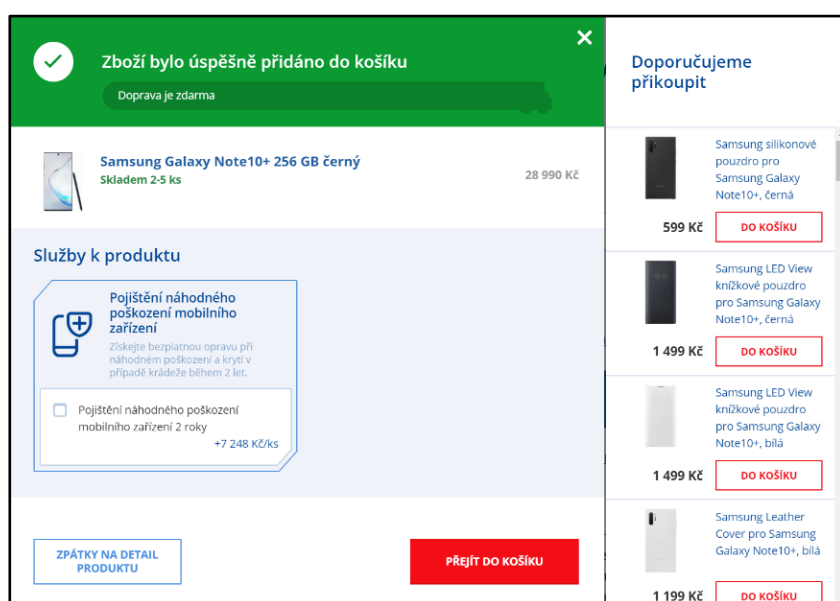 Zboží bylo úspěšně přidáno do košíku
Doprava je zdarma
Samsung Galaxy Note10+ 256 GB černý
Skladem 2-5 ks
28 990 Kč
Služby k produktu
Pojištění náhodného
poškození mobilního
zařízení
Získejte bezplatnou opravu při
náhodném poškození a krytí v
případě krádeže během 2 let.
Pojištění náhodného poškození
mobilního zařízení 2 roky
+7 248 Kč/ks
ZPÁTKY NA DETAIL
PRODUKTU
PŘEJÍT DO KOŠÍKU
Doporučujeme
přikoupit
Samsung silikonové
pouzdro pro
Samsung Galaxy
Note10+, černá
599 Kč
DO KOŠÍKU
Samsung LED View
knížkové pouzdro
pro Samsung Galaxy
Note10+, černá
1 499 Kč
DO KOŠÍKU
Samsung LED View
knížkové pouzdro
pro Samsung Galaxy
Note10+, bílá
1 499 Kč
DO KOŠÍKU
Samsung Leather
Cover pro Samsung
Galaxy Note10+, bílá
1 199 Kč
DO KOŠÍKU